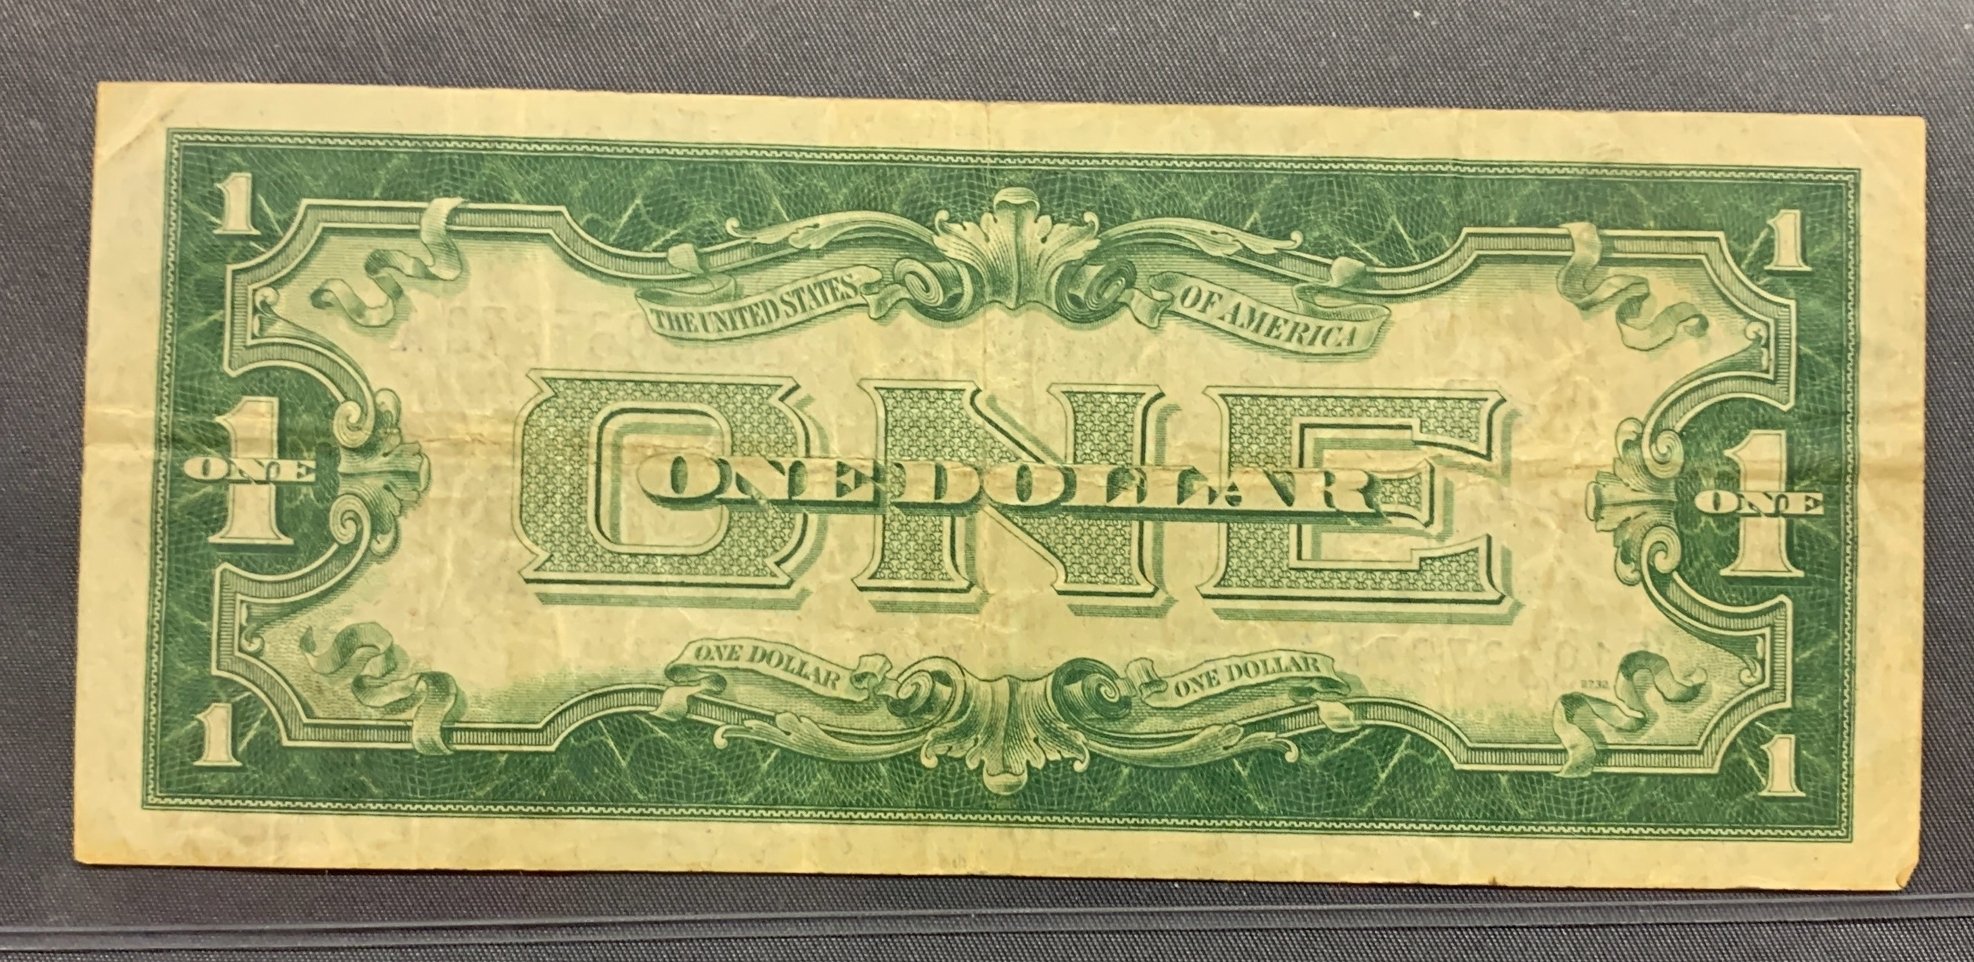 1 1
THE UNITED STATES OF AMERICA
ONE
1 ONE 1 ONE
ONE DOLLAR
ONE DOLLAR ONE DOLLAR
1 1